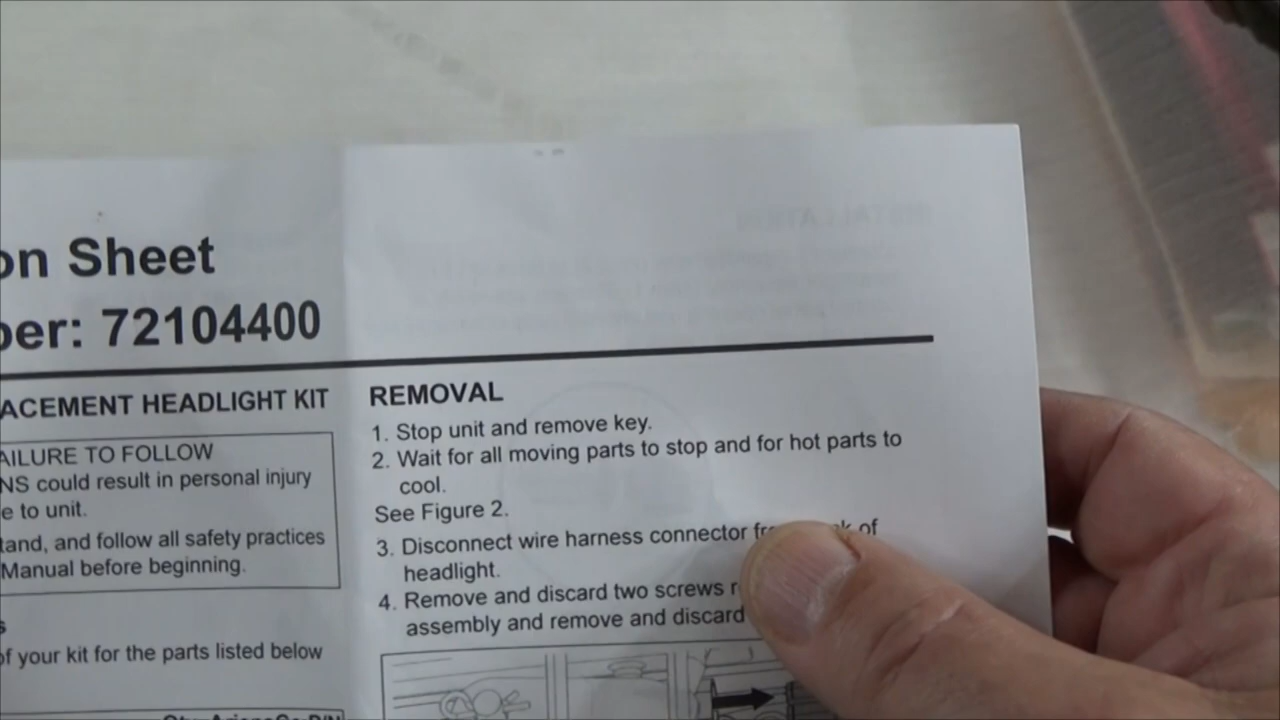 on Sheet
ber: 72104400
ACEMENT HEADLIGHT KIT
AILURE TO FOLLOW
NS could result in personal injury
e to unit.
tand, and follow all safety practices
Manual before beginning.
s
of your kit for the parts listed below
REMOVAL
1. Stop unit and remove key.
2. Wait for all moving parts to stop and for hot parts to
cool.
See Figure 2.
3. Disconnect wire harness connector of
headlight.
4. Remove and discard two screws
assembly and remove and discard